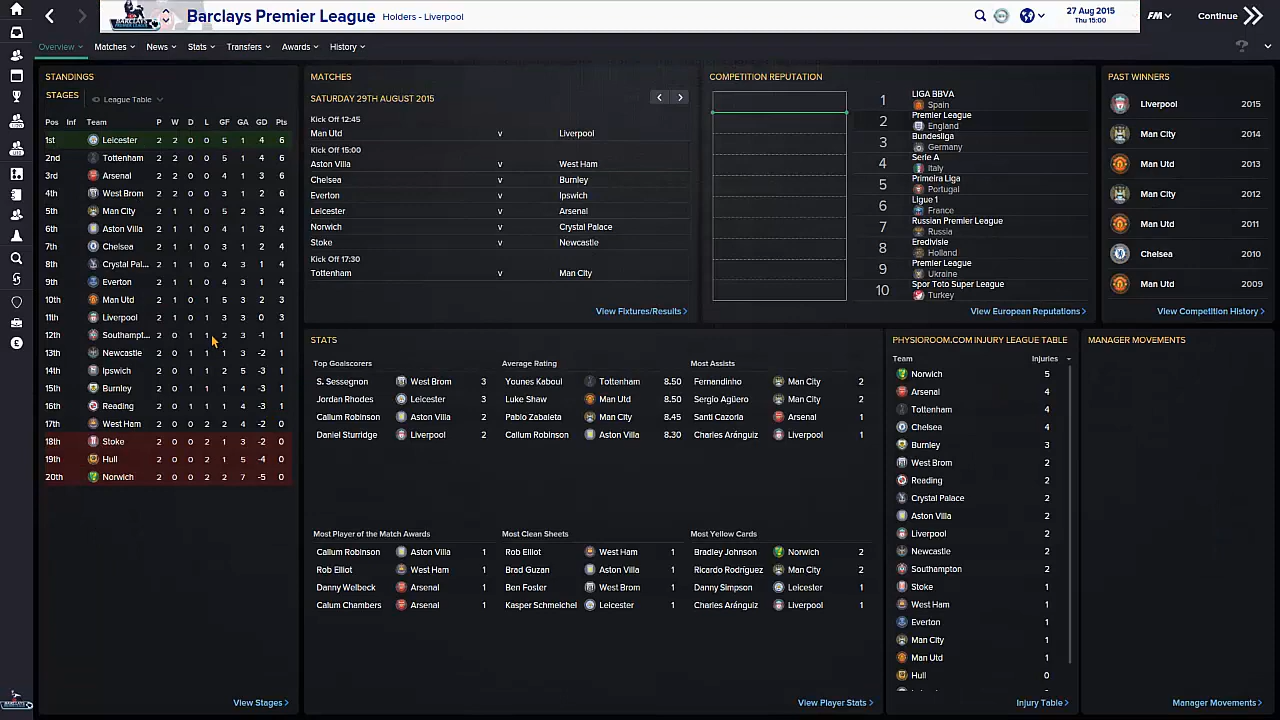 Barclays Premier League
Holders - Liverpool
27 Aug 2015
Thu 15:00
FM
Continue
Overview Matches News Stats Transfers Awards History
STANDINGS
STAGES League Table
Pos Inf Team P W D L GF GA GD Pts
1st Leicester 2 2 0 0 5 1 4 6
2nd Tottenham 2 2 0 0 5 1 4 6
3rd Arsenal 2 2 0 0 4 1 3 6
4th West Brom 2 2 0 0 3 1 2 6
5th Man City 2 1 1 0 5 2 3 4
6th Aston Villa 2 1 1 0 4 1 3 4
7th Chelsea 2 1 1 0 3 1 2 4
8th Crystal Pal... 2 1 1 0 4 3 1 4
9th Everton 2 1 1 0 4 3 1 4
10th Man Utd 2 1 0 1 5 3 2 3
11th Liverpool 2 1 0 1 3 3 0 3
12th Southampt... 2 0 1 1 2 3 -1 1
13th Newcastle 2 0 1 1 1 3 -2 1
14th Ipswich 2 0 1 1 2 5 -3 1
15th Burnley 2 0 1 1 1 4 -3 1
16th Reading 2 0 1 1 1 4 -3 1
17th West Ham 2 0 0 2 2 4 -2 0
18th Stoke 2 0 0 2 1 3 -2 0
19th Hull 2 0 0 2 1 5 -4 0
20th Norwich 2 0 0 2 2 7 -5 0
View Stages
MATCHES
SATURDAY 29TH AUGUST 2015
Kick Off 12:45
Man Utd v Liverpool
Kick Off 15:00
Aston Villa v West Ham
Chelsea v Burnley
Everton v Ipswich
Leicester v Arsenal
Norwich v Crystal Palace
Stoke v Newcastle
Kick Off 17:30
Tottenham v Man City
View Fixtures/Results
COMPETITION REPUTATION
1 LIGA BBVA
Spain
2 Premier League
England
3 Bundesliga
Germany
4 Serie A
Italy
5 Primeira Liga
Portugal
6 Ligue 1
France
7 Russian Premier League
Russia
8 Eredivisie
Holland
9 Premier League
Ukraine
10 Spor Toto Super League
Turkey
View European Reputations
PAST WINNERS
Liverpool 2015
Man City 2014
Man Utd 2013
Man City 2012
Man Utd 2011
Chelsea 2010
Man Utd 2009
View Competition History
STATS
Top Goalscorers
S. Sessegnon West Brom 3
Jordan Rhodes Leicester 3
Callum Robinson Aston Villa 2
Daniel Sturridge Liverpool 2
Average Rating
Younes Kaboul Tottenham 8.50
Luke Shaw Man Utd 8.50
Pablo Zabaleta Man City 8.45
Callum Robinson Aston Villa 8.30
Most Assists
Fernandinho Man City 2
Sergio Agüero Man City 2
Santi Cazorla Arsenal 1
Charles Aránguiz Liverpool 1
Most Player of the Match Awards
Callum Robinson Aston Villa 1
Rob Elliot West Ham 1
Danny Welbeck Arsenal 1
Calum Chambers Arsenal 1
Most Clean Sheets
Rob Elliot West Ham 1
Brad Guzan Aston Villa 1
Ben Foster West Brom 1
Kasper Schmeichel Leicester 1
Most Yellow Cards
Bradley Johnson Norwich 2
Ricardo Rodríguez Man City 2
Danny Simpson Leicester 1
Charles Aránguiz Liverpool 1
View Player Stats
PHYSIOROOM.COM INJURY LEAGUE TABLE
Team Injuries
Norwich 5
Arsenal 4
Tottenham 4
Chelsea 4
Burnley 3
West Brom 2
Reading 2
Crystal Palace 2
Aston Villa 2
Liverpool 2
Newcastle 2
Southampton 2
Stoke 1
West Ham 1
Everton 1
Man City 1
Man Utd 1
Hull 0
Injury Table
MANAGER MOVEMENTS
Manager Movements